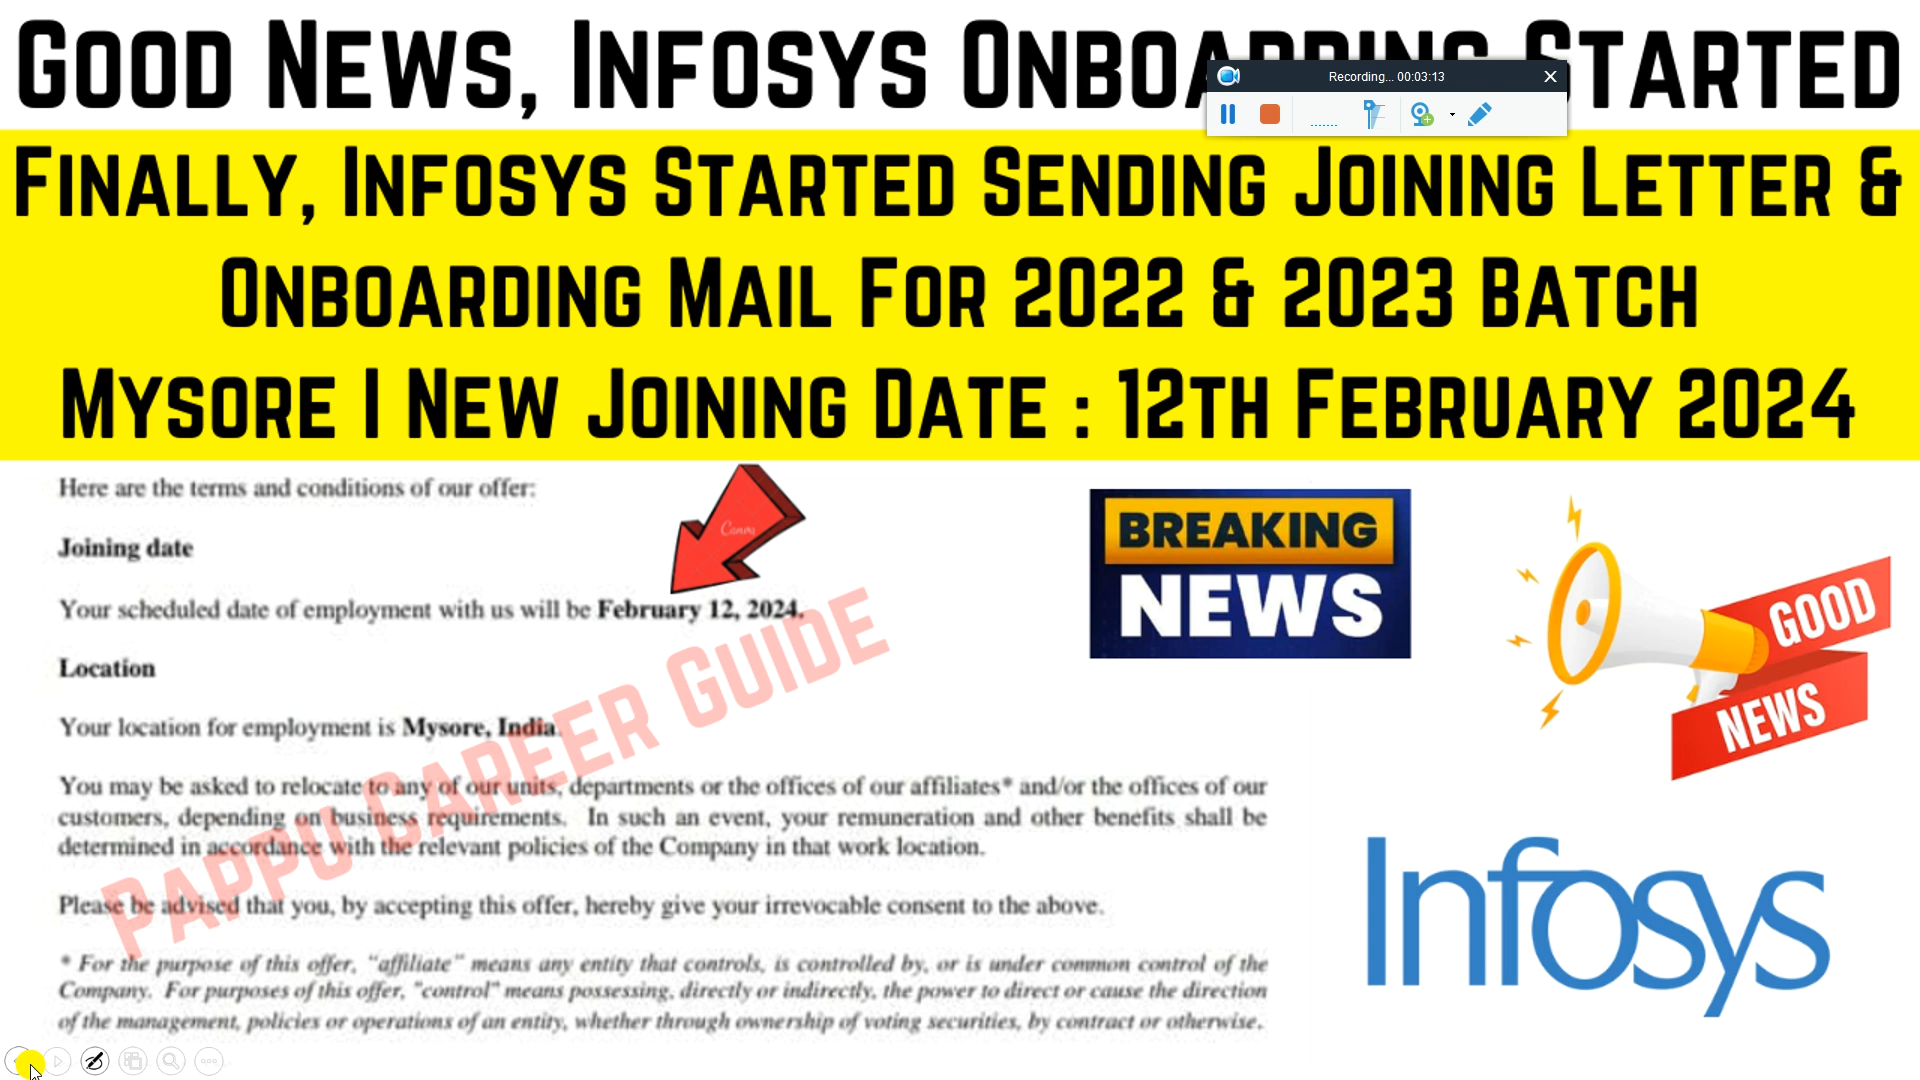 Good News, Infosys Onboarding Started
Recording... 00:03:13
Finally, Infosys Started Sending Joining Letter &
Onboarding Mail For 2022 & 2023 Batch
Mysore | New Joining Date : 12th February 2024
Here are the terms and conditions of our offer:
Joining date
Canva
Your scheduled date of employment with us will be February 12, 2024.
Location
Your location for employment is Mysore, India.
You may be asked to relocate to any of our units, departments or the offices of our affiliates* and/or the offices of our
customers, depending on business requirements. In such an event, your remuneration and other benefits shall be
determined in accordance with the relevant policies of the Company in that work location.
Please be advised that you, by accepting this offer, hereby give your irrevocable consent to the above.
* For the purpose of this offer, "affiliate" means any entity that controls, is controlled by, or is under common control of the
Company. For purposes of this offer, "control" means possessing, directly or indirectly, the power to direct or cause the direction
of the management, policies or operations of an entity, whether through ownership of voting securities, by contract or otherwise.
PAPPU CAREER GUIDE
BREAKING
NEWS
GOOD
NEWS
Infosys